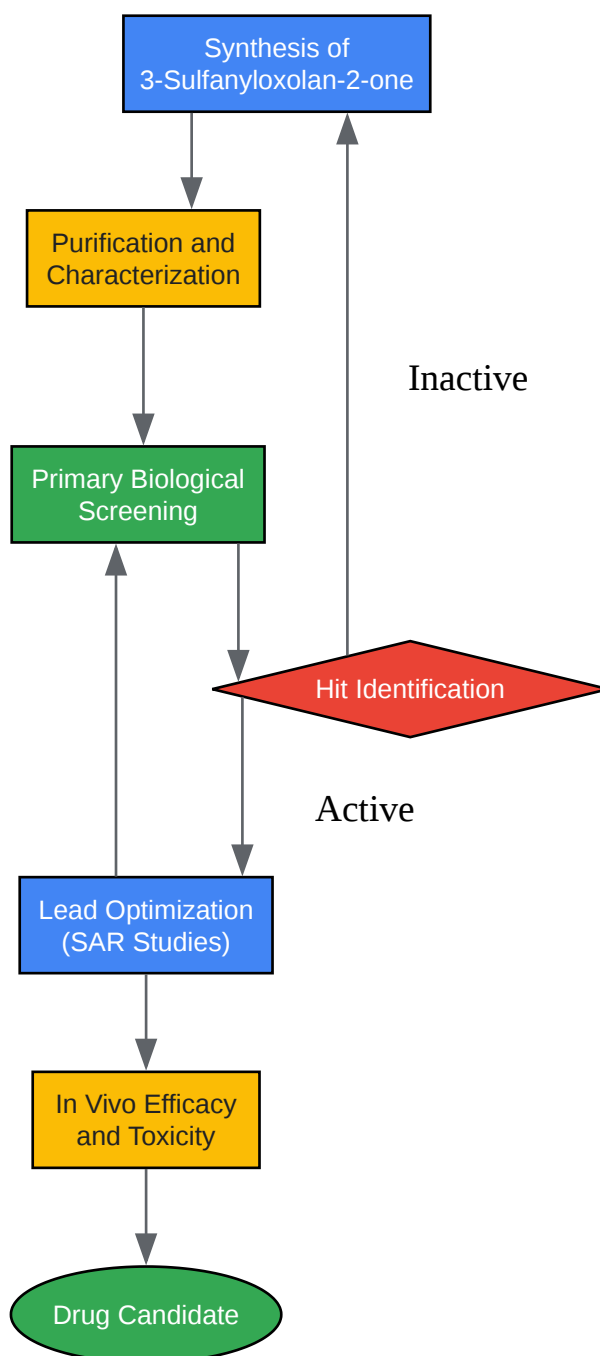 Synthesis of
3-Sulfanyloxolan-2-one
Purification and
Characterization
Inactive
Primary Biological
Screening
Hit Identification
Active
Lead Optimization
(SAR Studies)
In Vivo Efficacy
and Toxicity
Drug Candidate